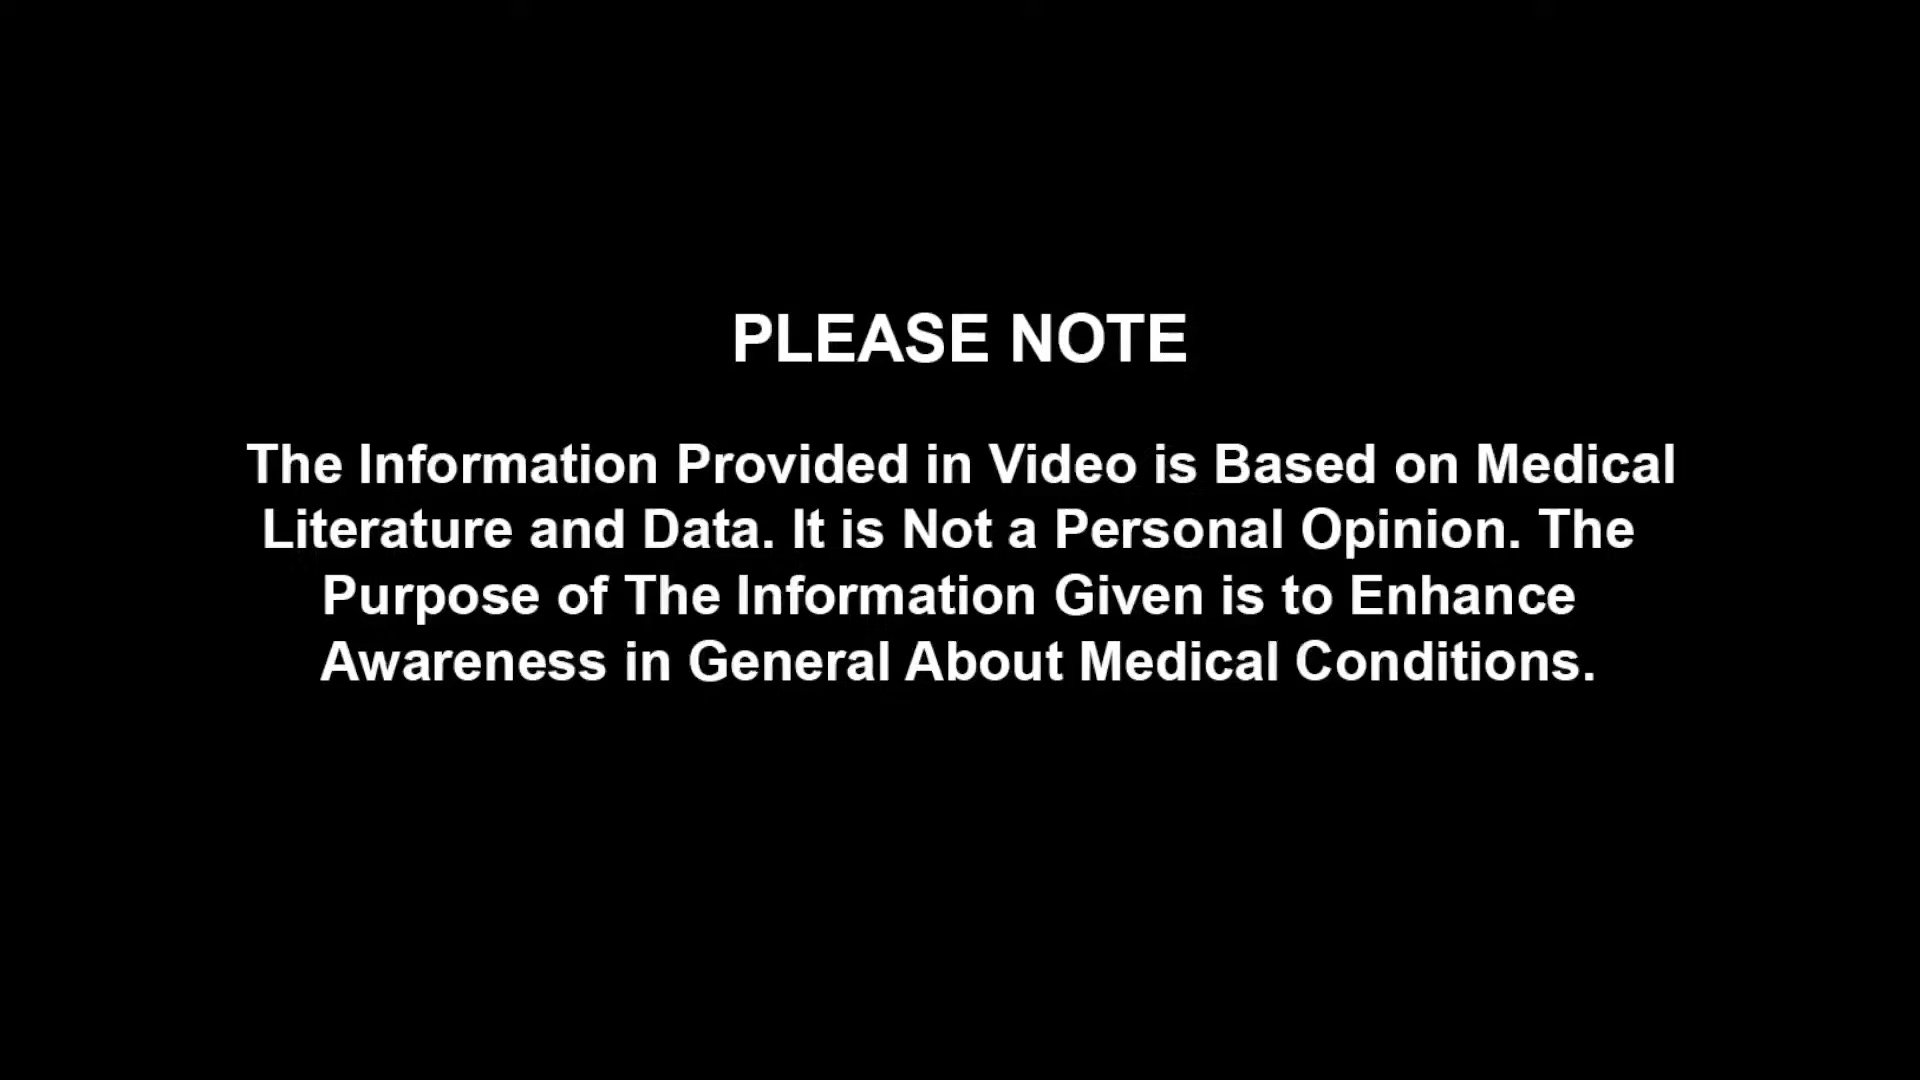 PLEASE NOTE
The Information Provided in Video is Based on Medical
Literature and Data. It is Not a Personal Opinion. The
Purpose of The Information Given is to Enhance
Awareness in General About Medical Conditions.